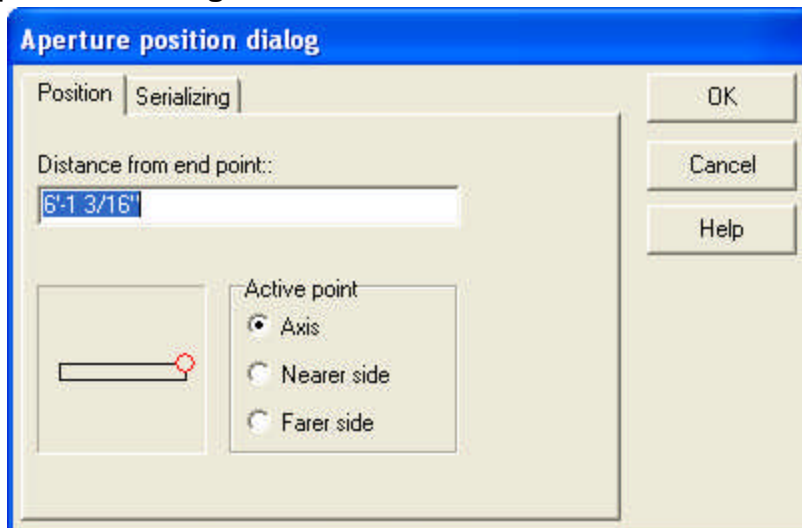 Aperture position dialog
Position Serializing
OK
Distance from end point::
Cancel
6'-1 3/16"
Help
Active point
Axis
Nearer side
Farer side